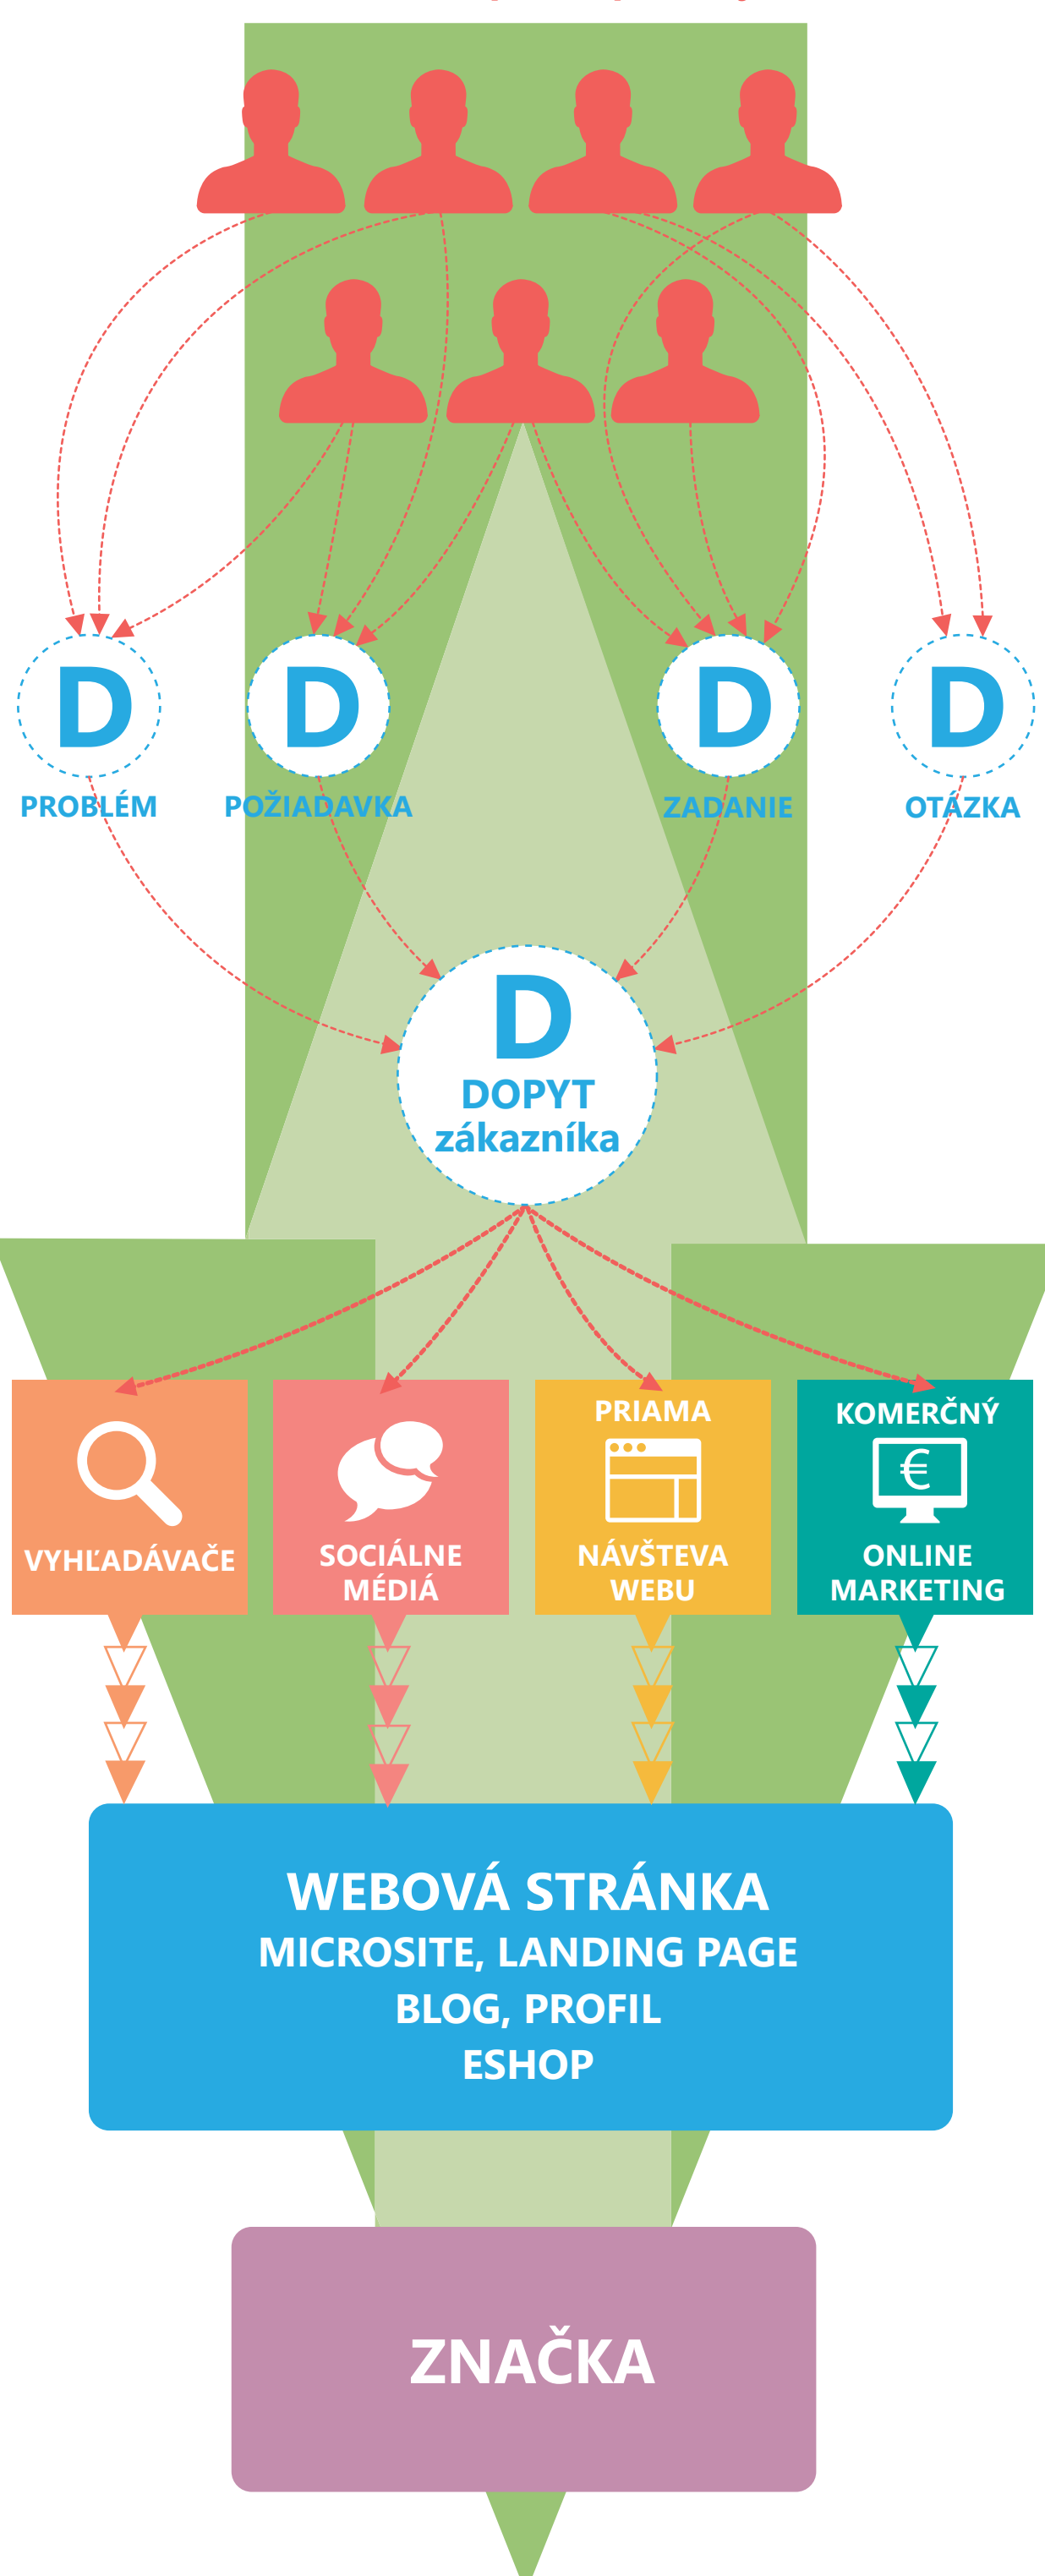 D
D
D
D
PROBLÉM
POŽIADAVKA
ZADANIE
OTÁZKA
D
DOPYT
zákazníka
VYHĽADÁVAČE
SOCIÁLNE
MÉDIÁ
PRIAMA
NÁVŠTEVA
WEBU
KOMERČNÝ
€
ONLINE
MARKETING
WEBOVÁ STRÁNKA
MICROSITE, LANDING PAGE
BLOG, PROFIL
ESHOP
ZNAČKA